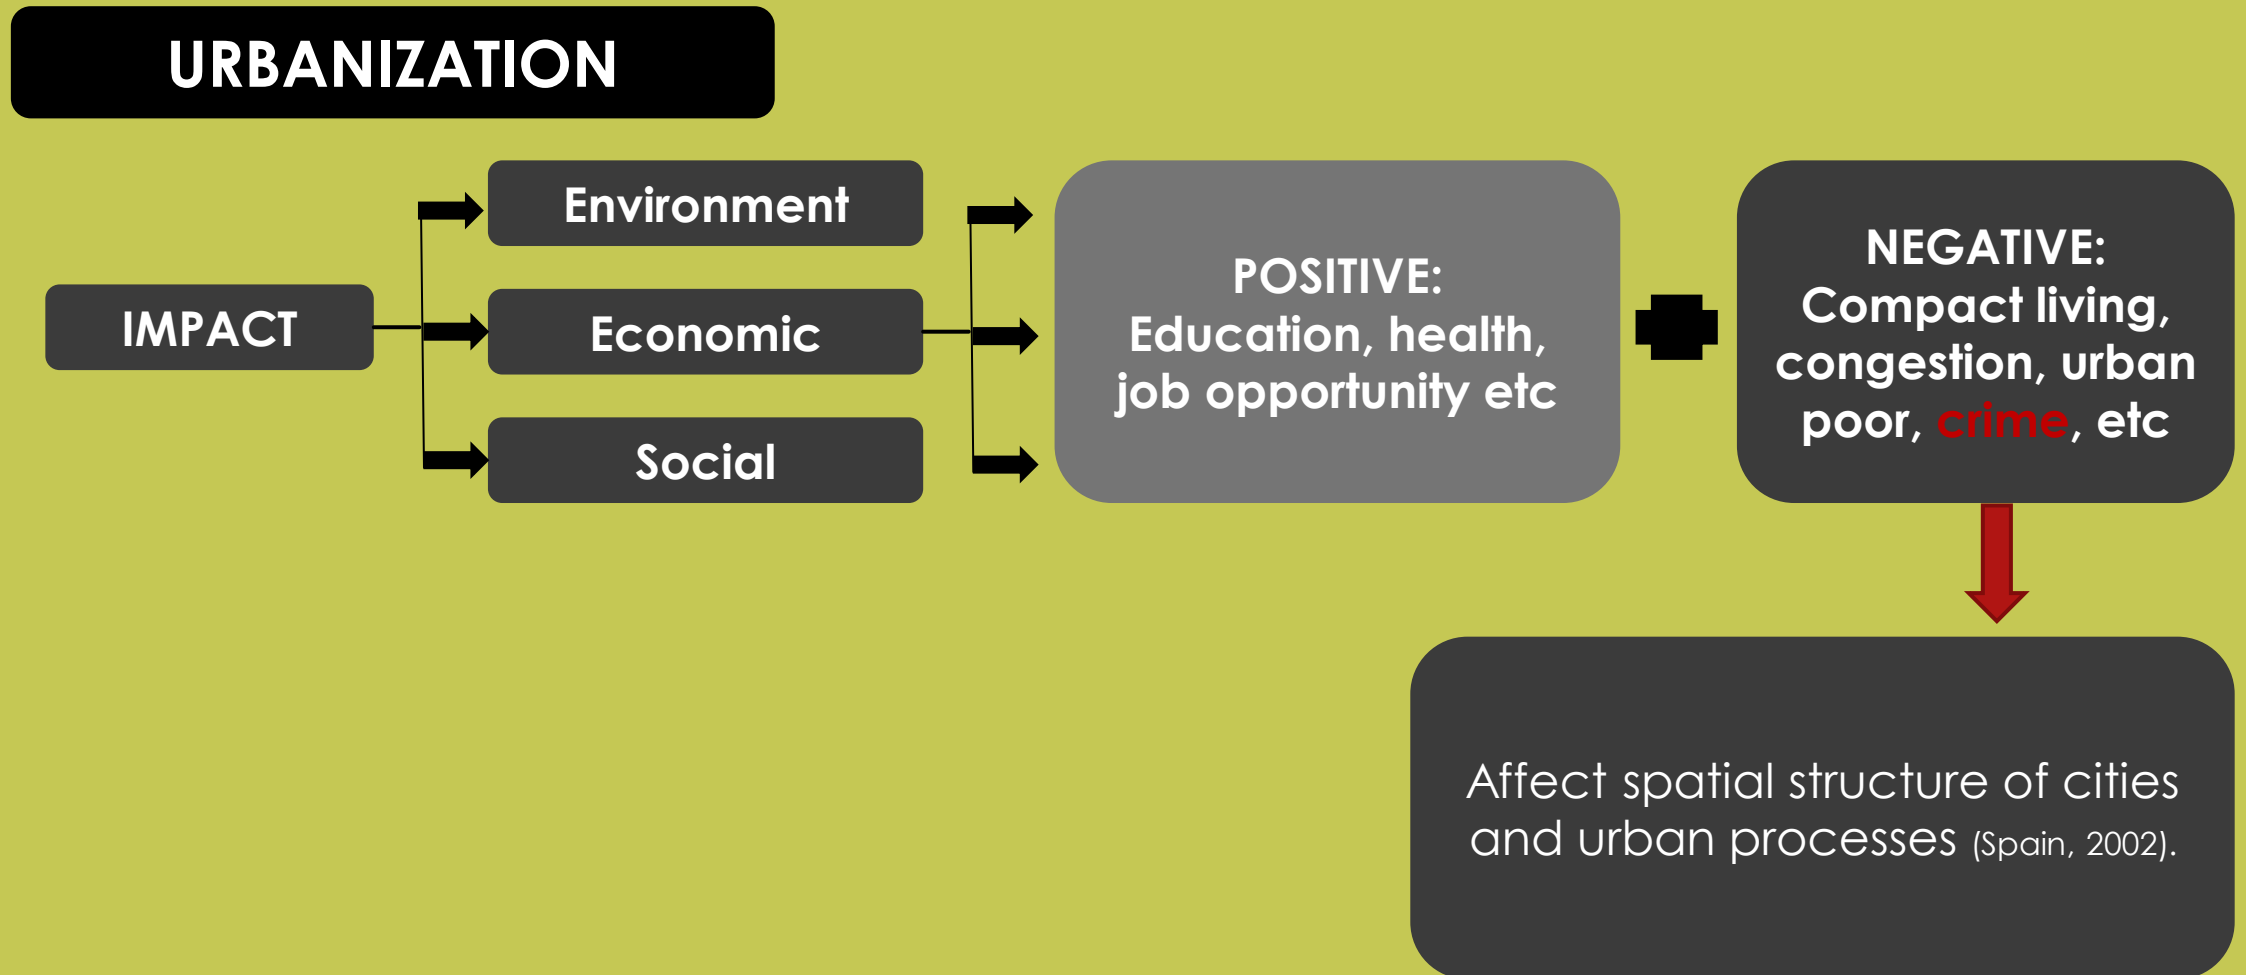 URBANIZATION
IMPACT
Environment
Economic
Social
POSITIVE:
Education, health,
job opportunity etc
NEGATIVE:
Compact living,
congestion, urban
poor, crime, etc
Affect spatial structure of cities
and urban processes (Spain, 2002).